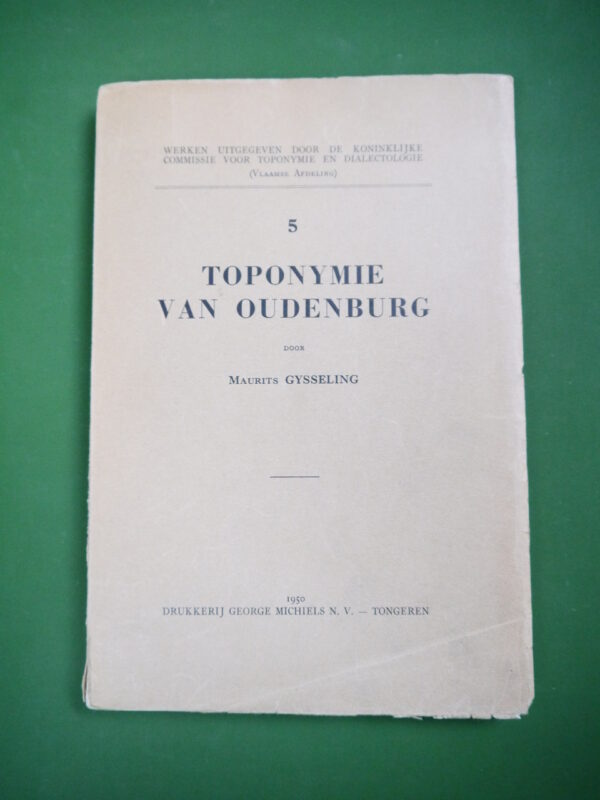 WERKEN UITGEGEVEN DOOR DE KONINKLIJKE
COMMISSIE VOOR TOPONYMIE EN DIALECTOLOGIE
(VLAAMSE AFDELING)
5
TOPONYMIE
VAN OUDENBURG
DOOR
MAURITS GYSSELING
1950
DRUKKERIJ GEORGE MICHIELS N. V. — TONGEREN